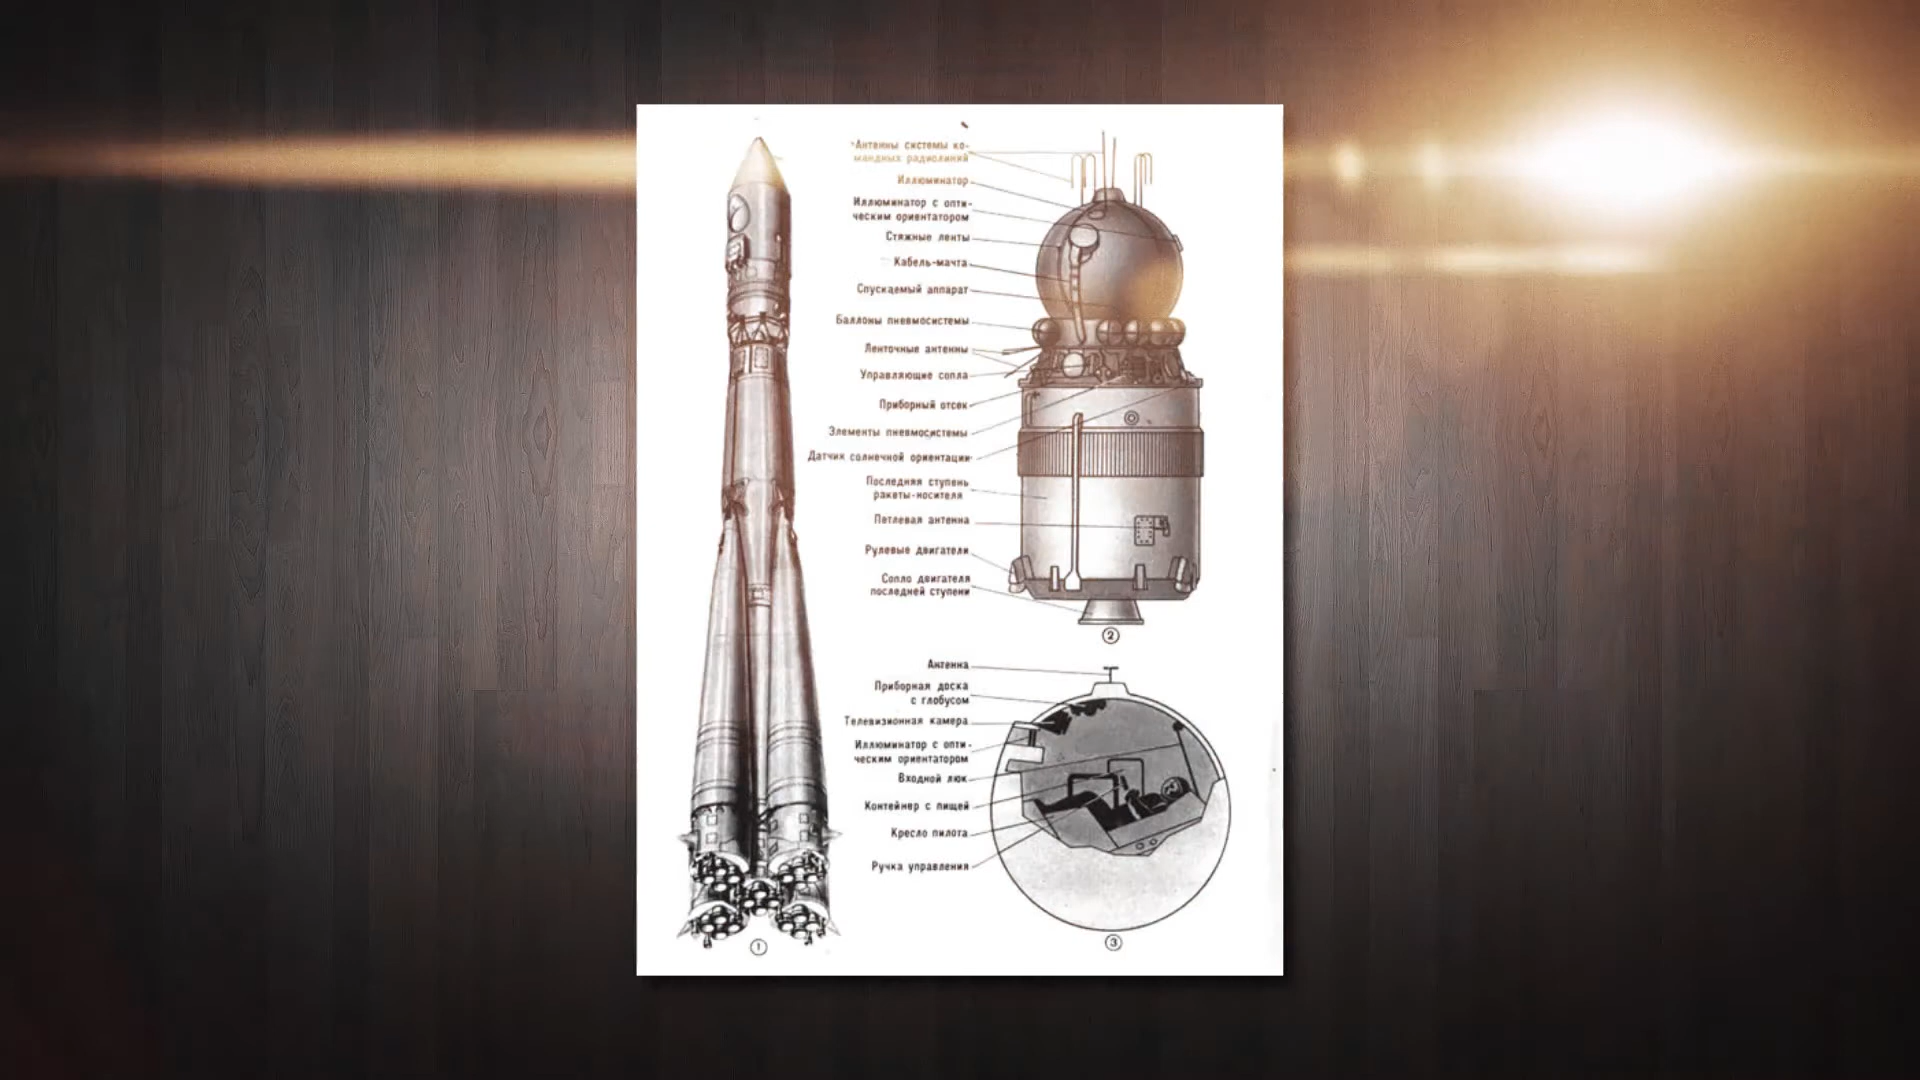 Антенны системы ко-
мандных радиолиний
Иллюминатор
Иллюминатор с опти-
ческим ориентатором
Стяжные ленты
Кабель-мачта
Спускаемый аппарат
Баллоны пневмосистемы
Ленточные антенны
Управляющие сопла
Приборный отсек
Элементы пневмосистемы
Датчик солнечной ориентации
Последняя ступень
ракеты-носителя
Петлевая антенна
Рулевые двигатели
Сопло двигателя
последней ступени
2
Антенна
Приборная доска
с глобусом
Телевизионная камера
Иллюминатор с опти-
ческим ориентатором
Входной люк
Контейнер с пищей
Кресло пилота
Ручка управления
1
3